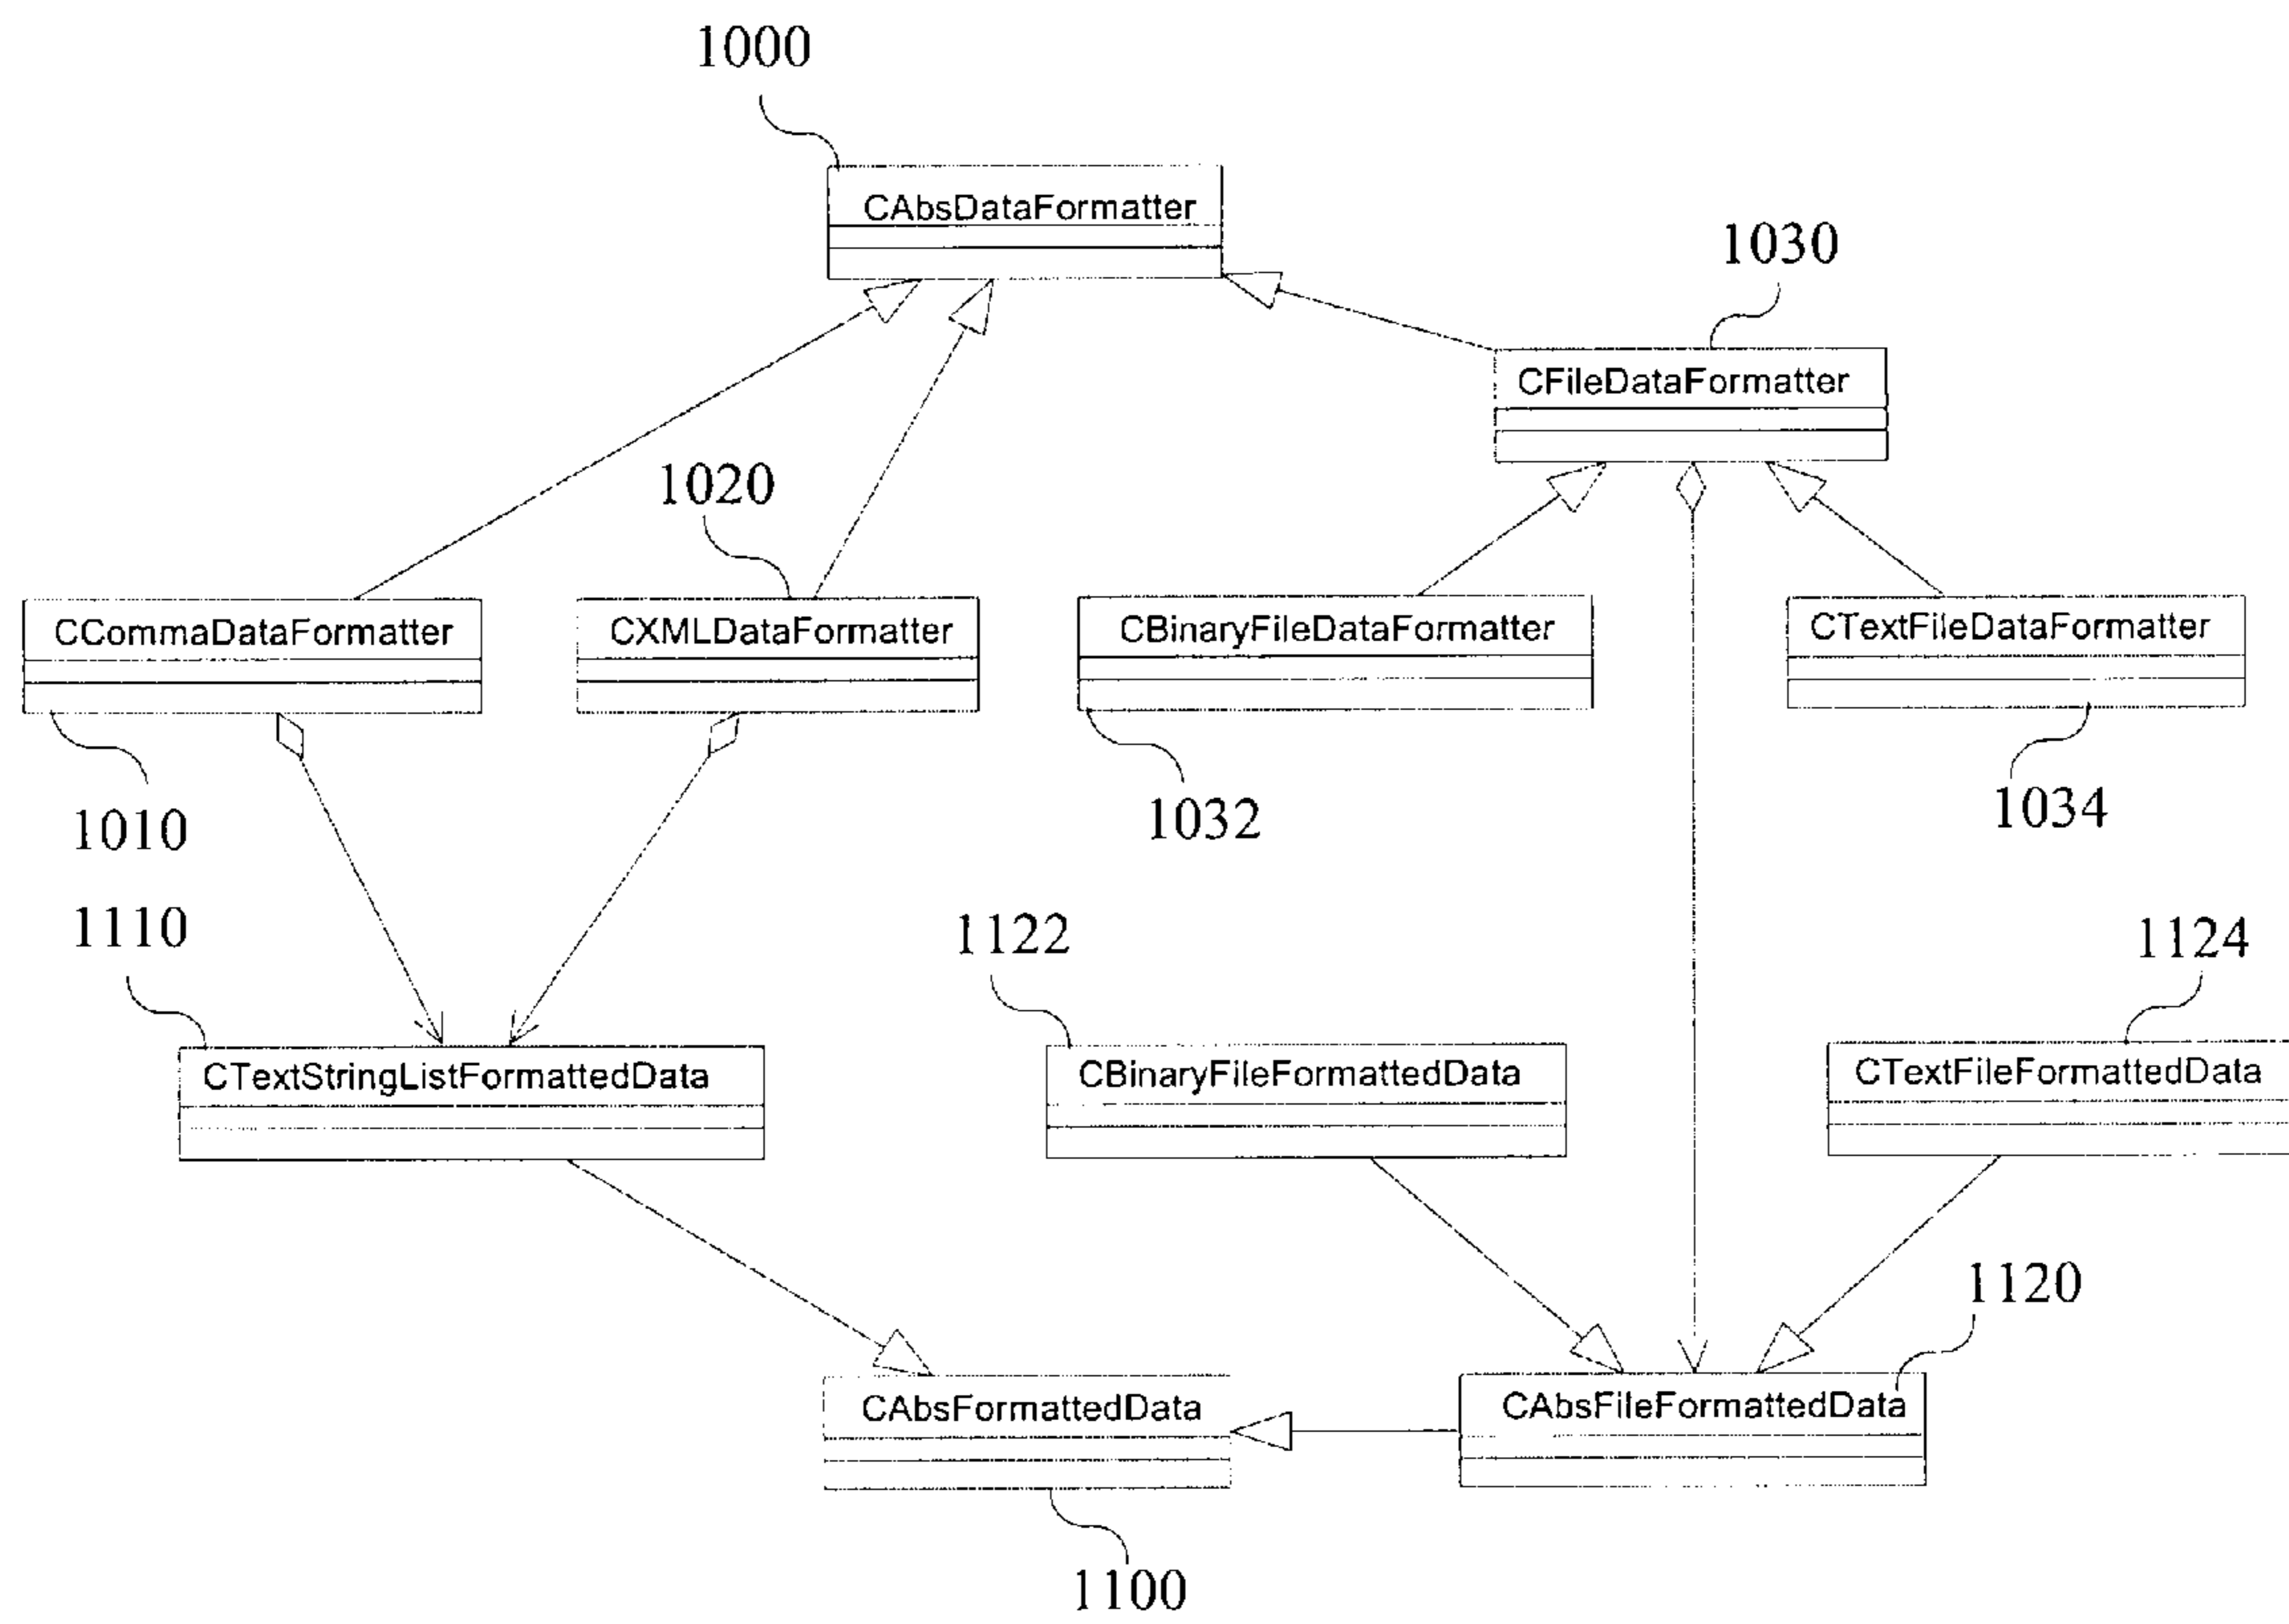 1000
CAbsDataFormatter
1030
CFileDataFormatter
1020
CCommaDataFormatter
CXMLDataFormatter
CBinaryFileDataFormatter
CTextFileDataFormatter
1010
1032
1034
1110
1122
1124
CTextStringListFormattedData
CBinaryFileFormattedData
CTextFileFormattedData
1120
CAbsFormattedData
CAbsFileFormattedData
1100